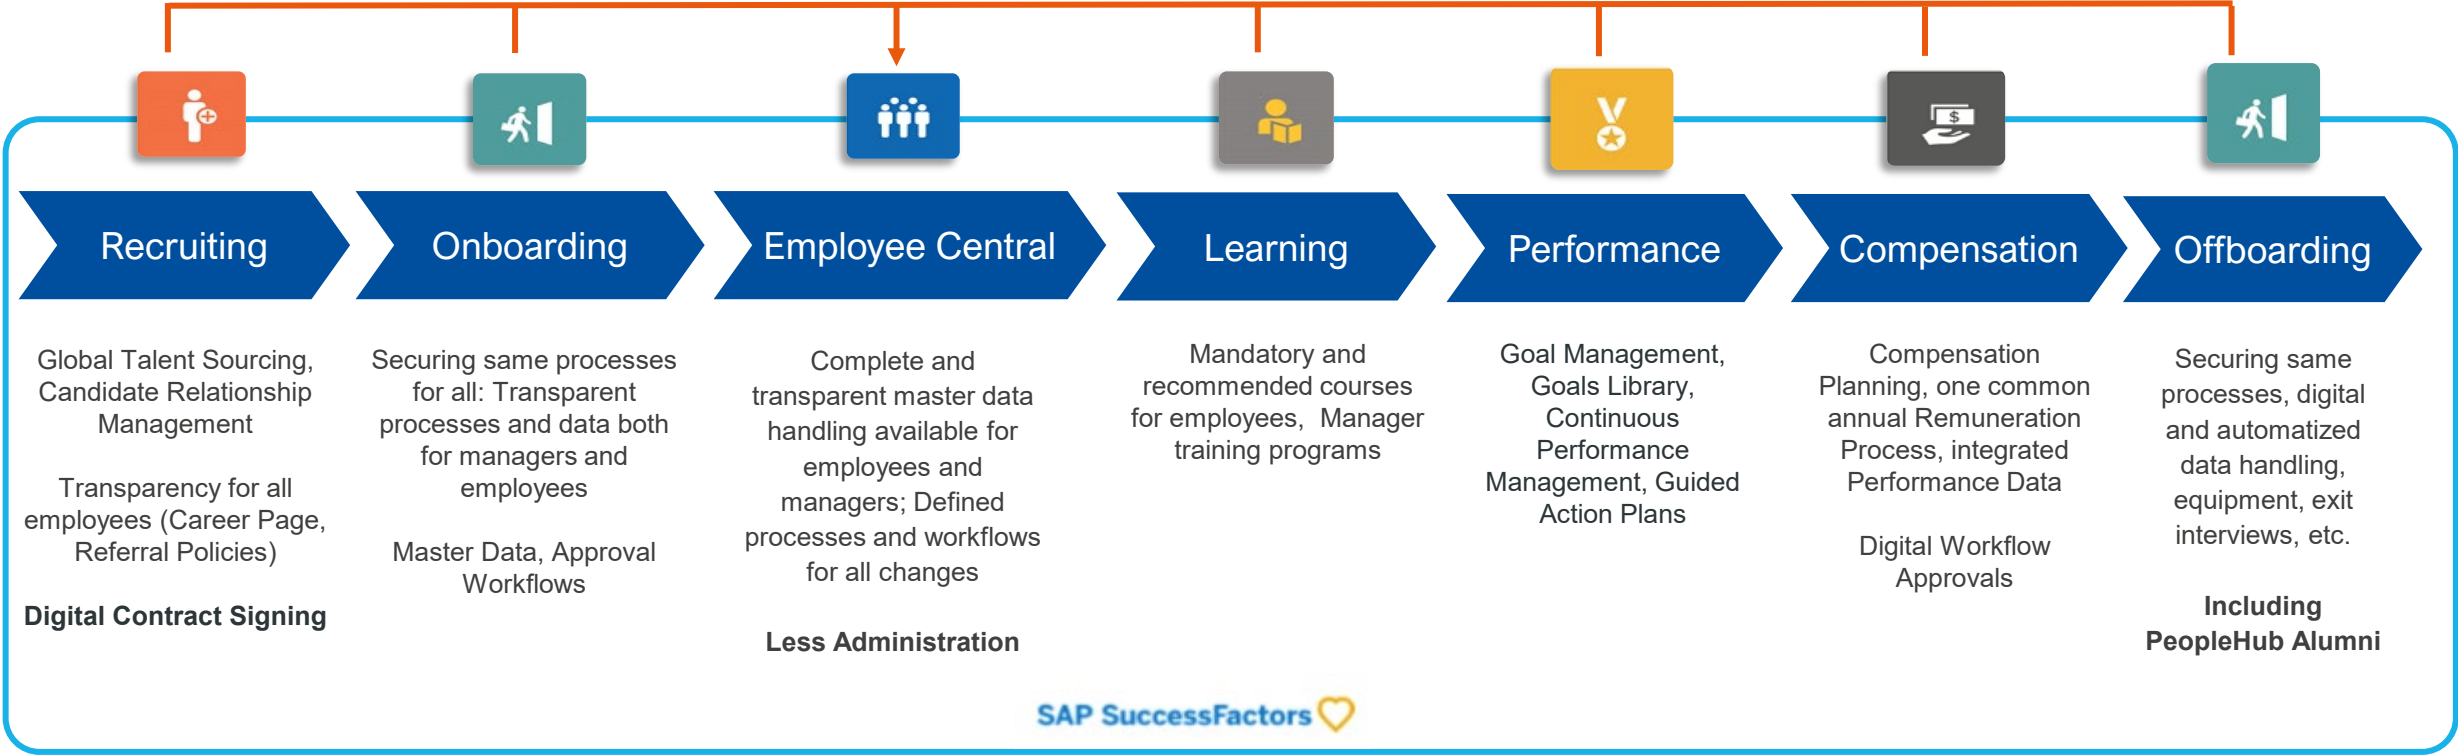 Recruiting
Onboarding
Employee Central
Learning
Performance
Compensation
Offboarding
Global Talent Sourcing,
Candidate Relationship
Management
Transparency for all
employees (Career Page,
Referral Policies)
Digital Contract Signing
Securing same processes
for all: Transparent
processes and data both
for managers and
employees
Master Data, Approval
Workflows
Complete and
transparent master data
handling available for
employees and
managers; Defined
processes and workflows
for all changes
Less Administration
Mandatory and
recommended courses
for employees, Manager
training programs
Goal Management,
Goals Library,
Continuous
Performance
Management, Guided
Action Plans
Compensation
Planning, one common
annual Remuneration
Process, integrated
Performance Data
Digital Workflow
Approvals
Securing same
processes, digital
and automatized
data handling,
equipment, exit
interviews, etc.
Including
PeopleHub Alumni
SAP SuccessFactors